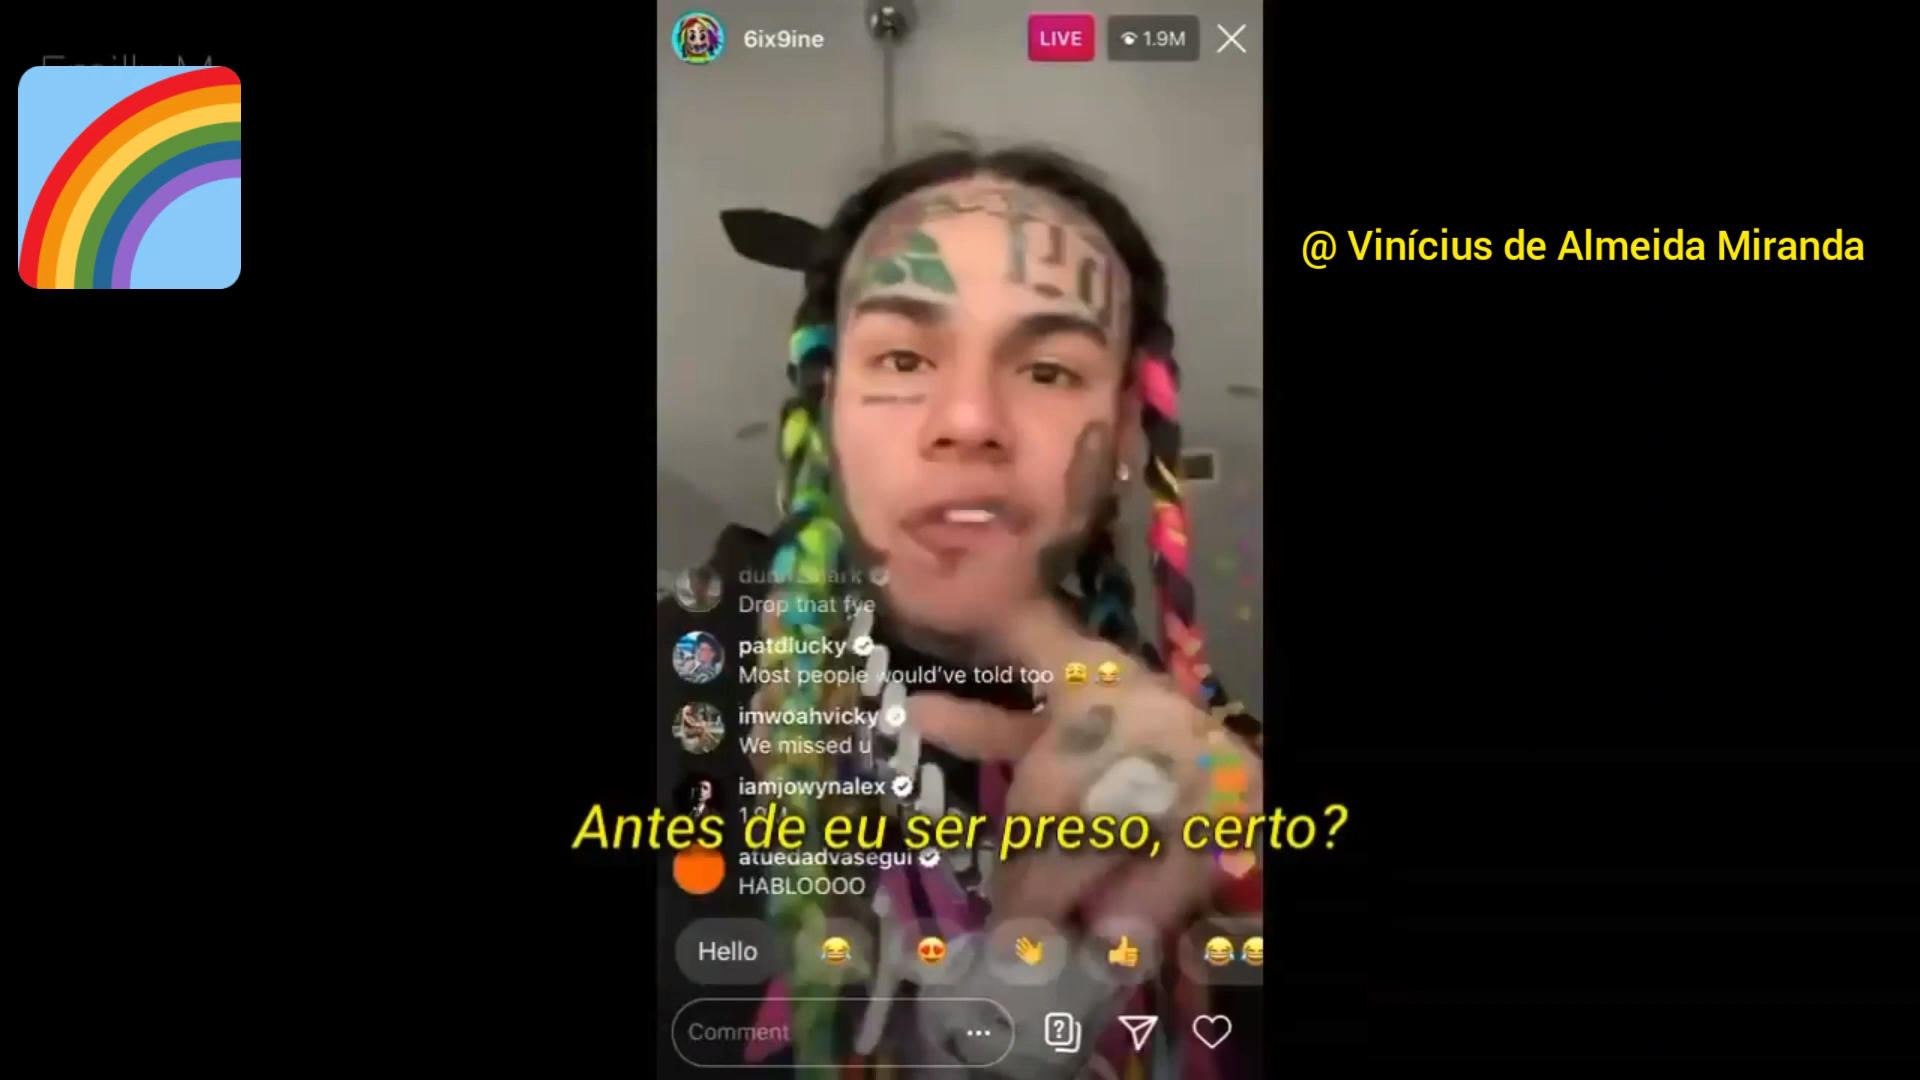 6ix9ine
LIVE
1.9M
@ Vinícius de Almeida Miranda
Drop that fye
patdlucky
Most people would've told too 😩😂
imwoahvicky
We missed u
iamjowynalex
Antes de eu ser preso, certo?
atuedadvasegui
HABLOOOO
Hello
Comment